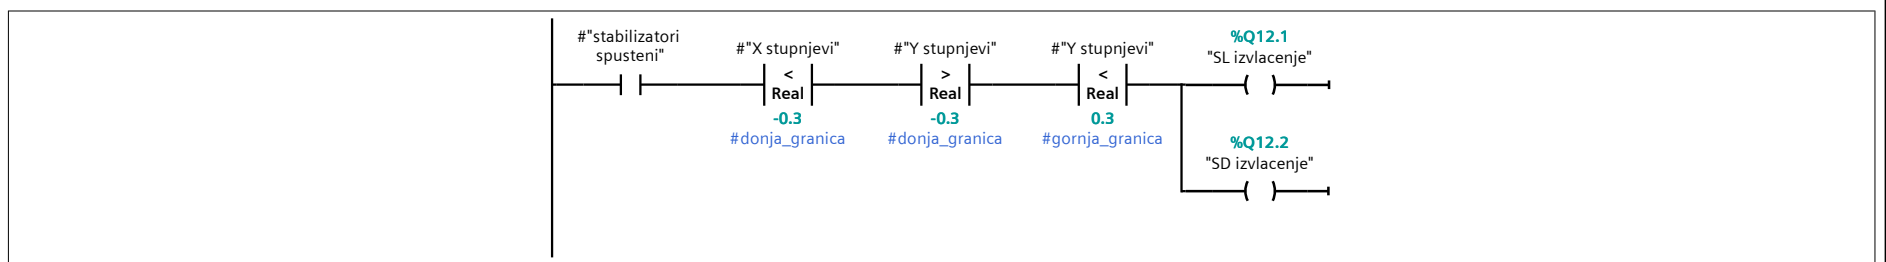 #"stabilizatori
spusteni"
#"X stupnjevi"
<
Real
-0.3
#donja_granica
#"Y stupnjevi"
>
Real
-0.3
#donja_granica
#"Y stupnjevi"
<
Real
0.3
#gornja_granica
%Q12.1
"SL izvlacenje"
%Q12.2
"SD izvlacenje"